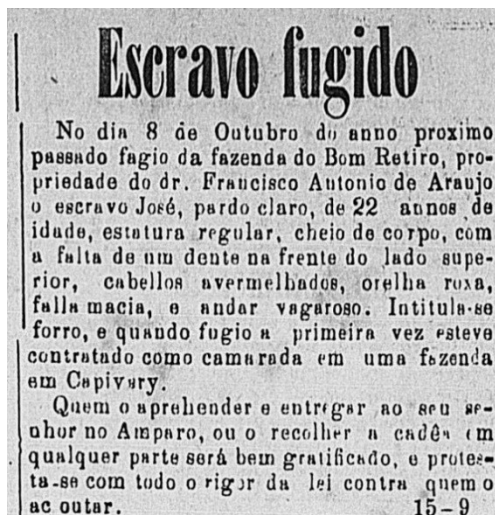 Escravo fugido
No dia 8 de Outubro do anno proximo
passado fagio da fazenda do Bom Retiro, pro-
priedade do dr. Francisco Antonio de Araujo
o escravo José, pardo claro, de 22 annos de
idade, estatura regular, cheio de corpo, com
a falta de um dente na frente do lado supe-
rior, cabellos avermelhados, orelha roxa,
falla macia, e andar vagaroso. Intitula-se
forro, e quando fugio a primeira vez esteve
contratado como camarada em uma fazenda
em Capivary.
Quem o aprehender e entregar ao seu se-
nhor no Amparo, ou o recolher a cadêa em
qualquer parte será bem gratificado, e protes-
ta-se com todo o rigor da lei contra quem o
acoutar. 15-9